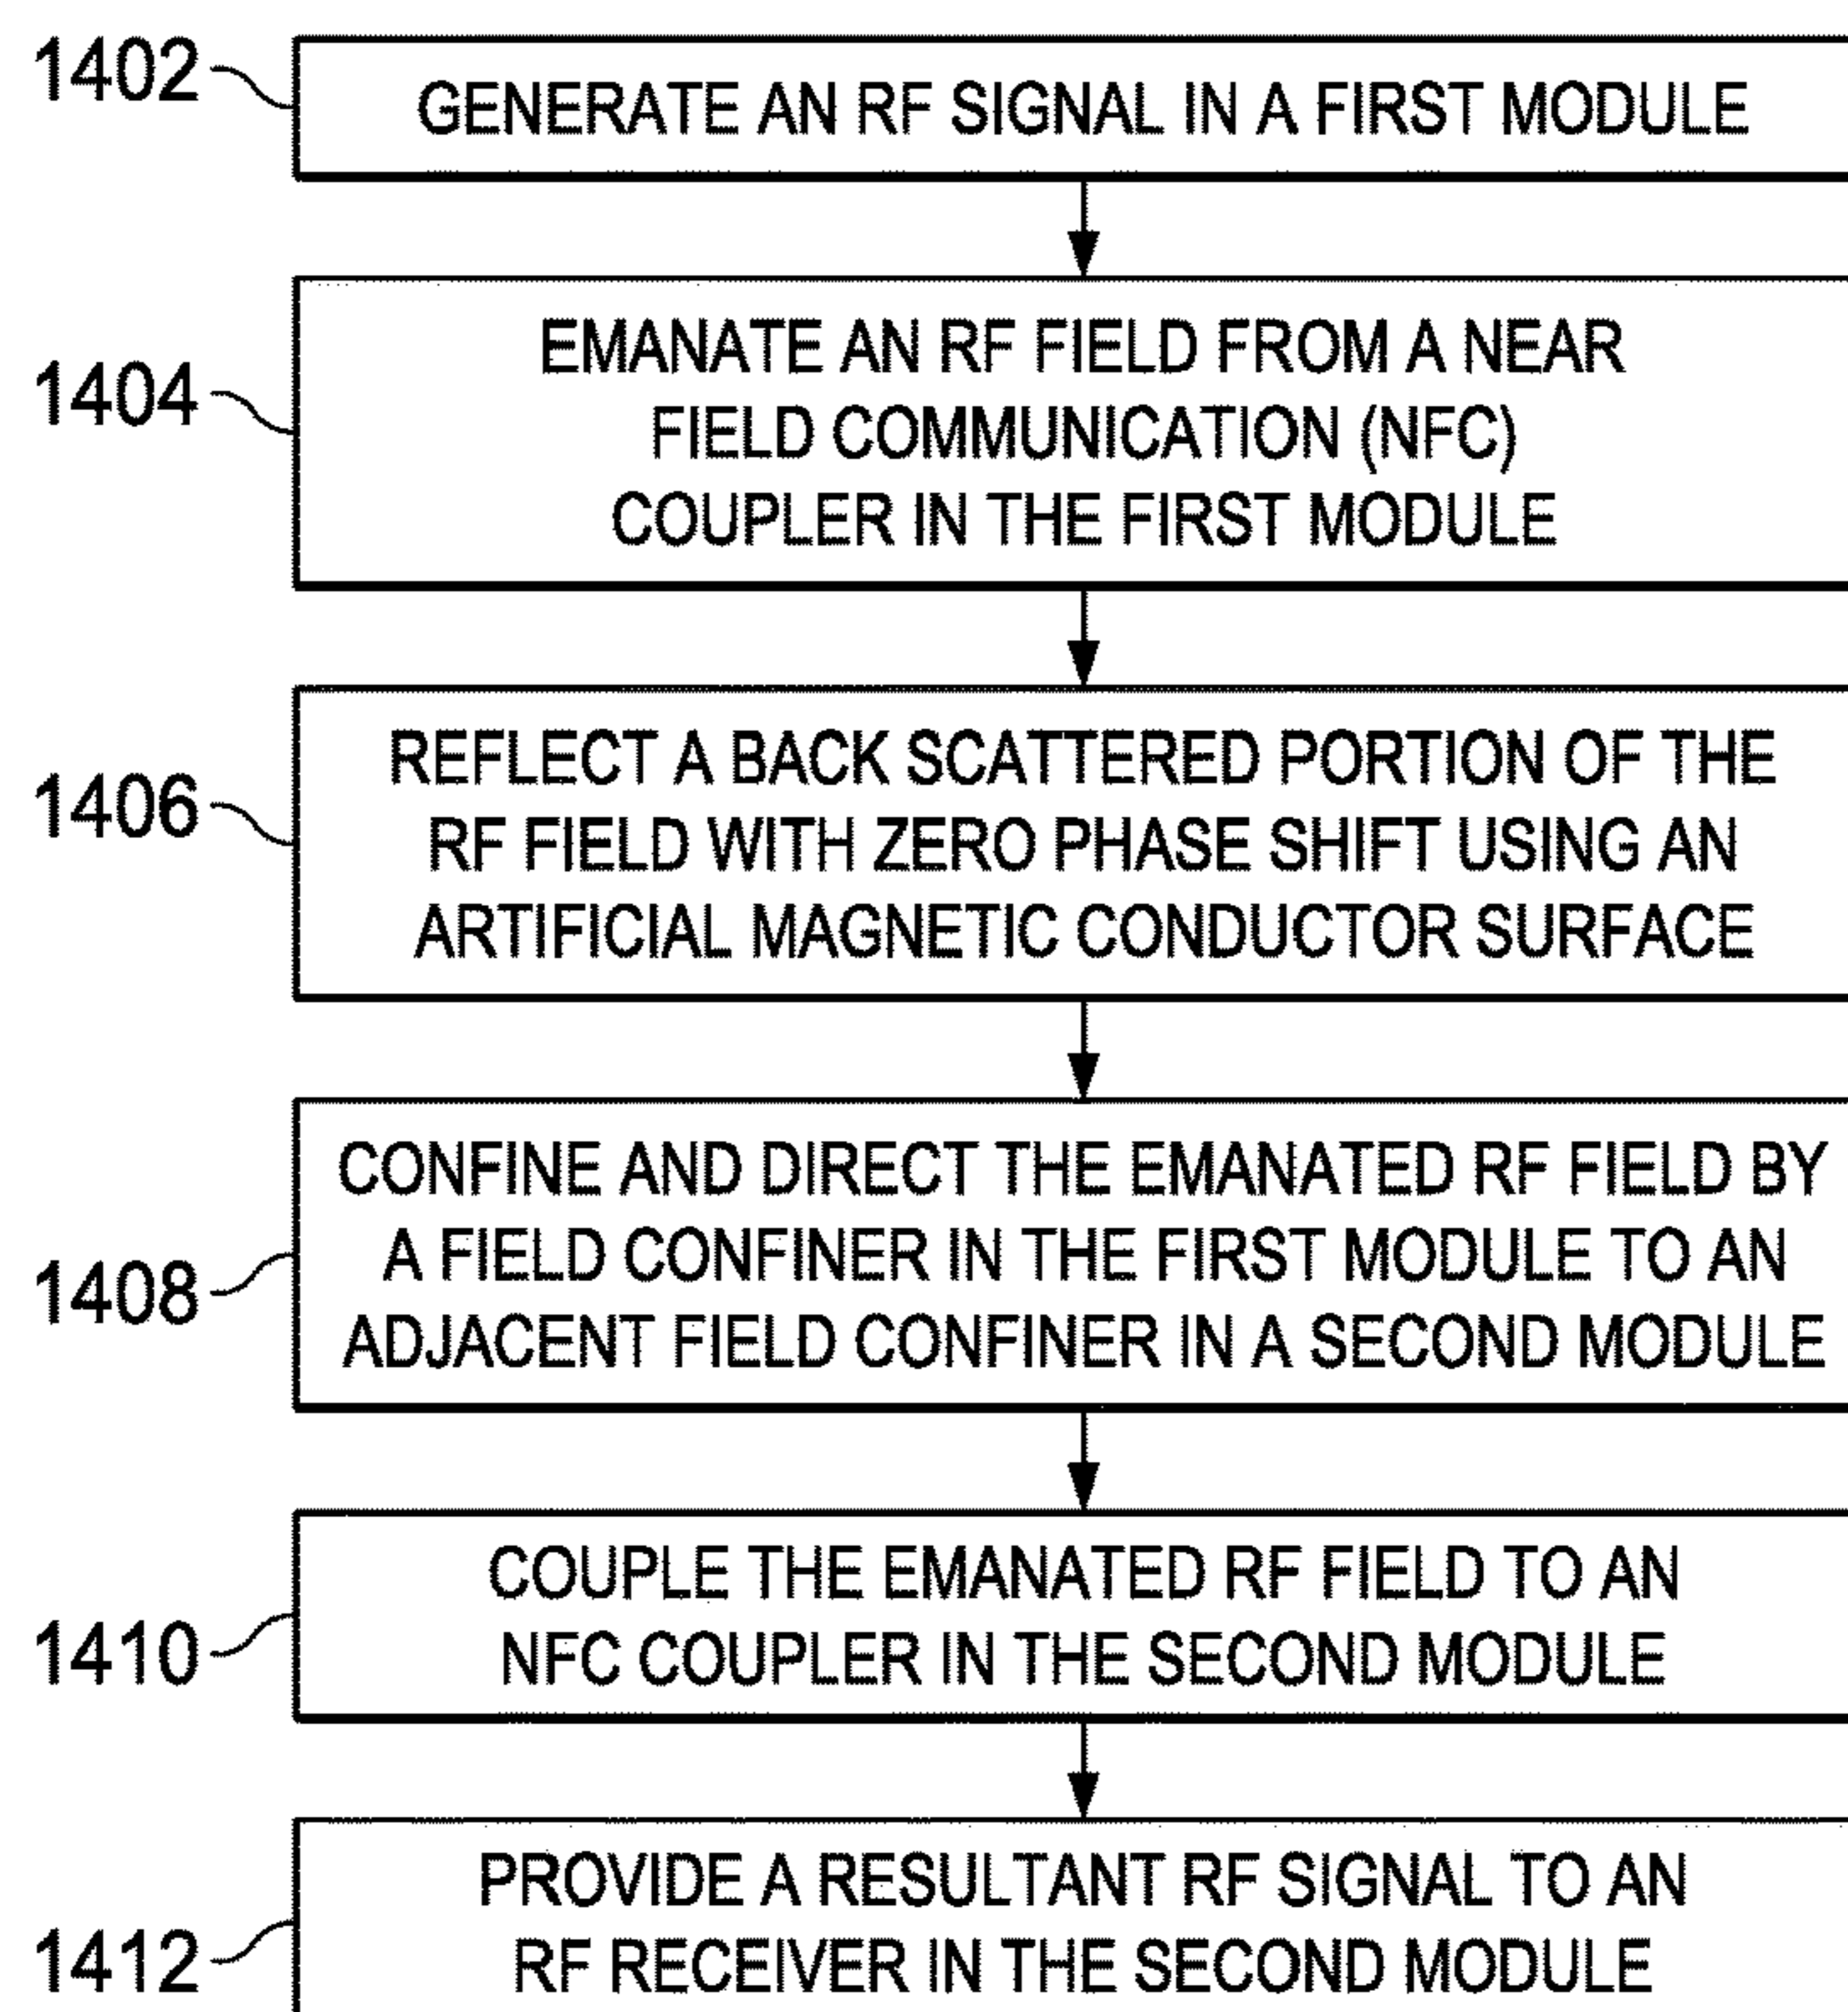 1402
GENERATE AN RF SIGNAL IN A FIRST MODULE
1404
EMANATE AN RF FIELD FROM A NEAR
FIELD COMMUNICATION (NFC)
COUPLER IN THE FIRST MODULE
1406
REFLECT A BACK SCATTERED PORTION OF THE
RF FIELD WITH ZERO PHASE SHIFT USING AN
ARTIFICIAL MAGNETIC CONDUCTOR SURFACE
1408
CONFINE AND DIRECT THE EMANATED RF FIELD BY
A FIELD CONFINER IN THE FIRST MODULE TO AN
ADJACENT FIELD CONFINER IN A SECOND MODULE
1410
COUPLE THE EMANATED RF FIELD TO AN
NFC COUPLER IN THE SECOND MODULE
1412
PROVIDE A RESULTANT RF SIGNAL TO AN
RF RECEIVER IN THE SECOND MODULE